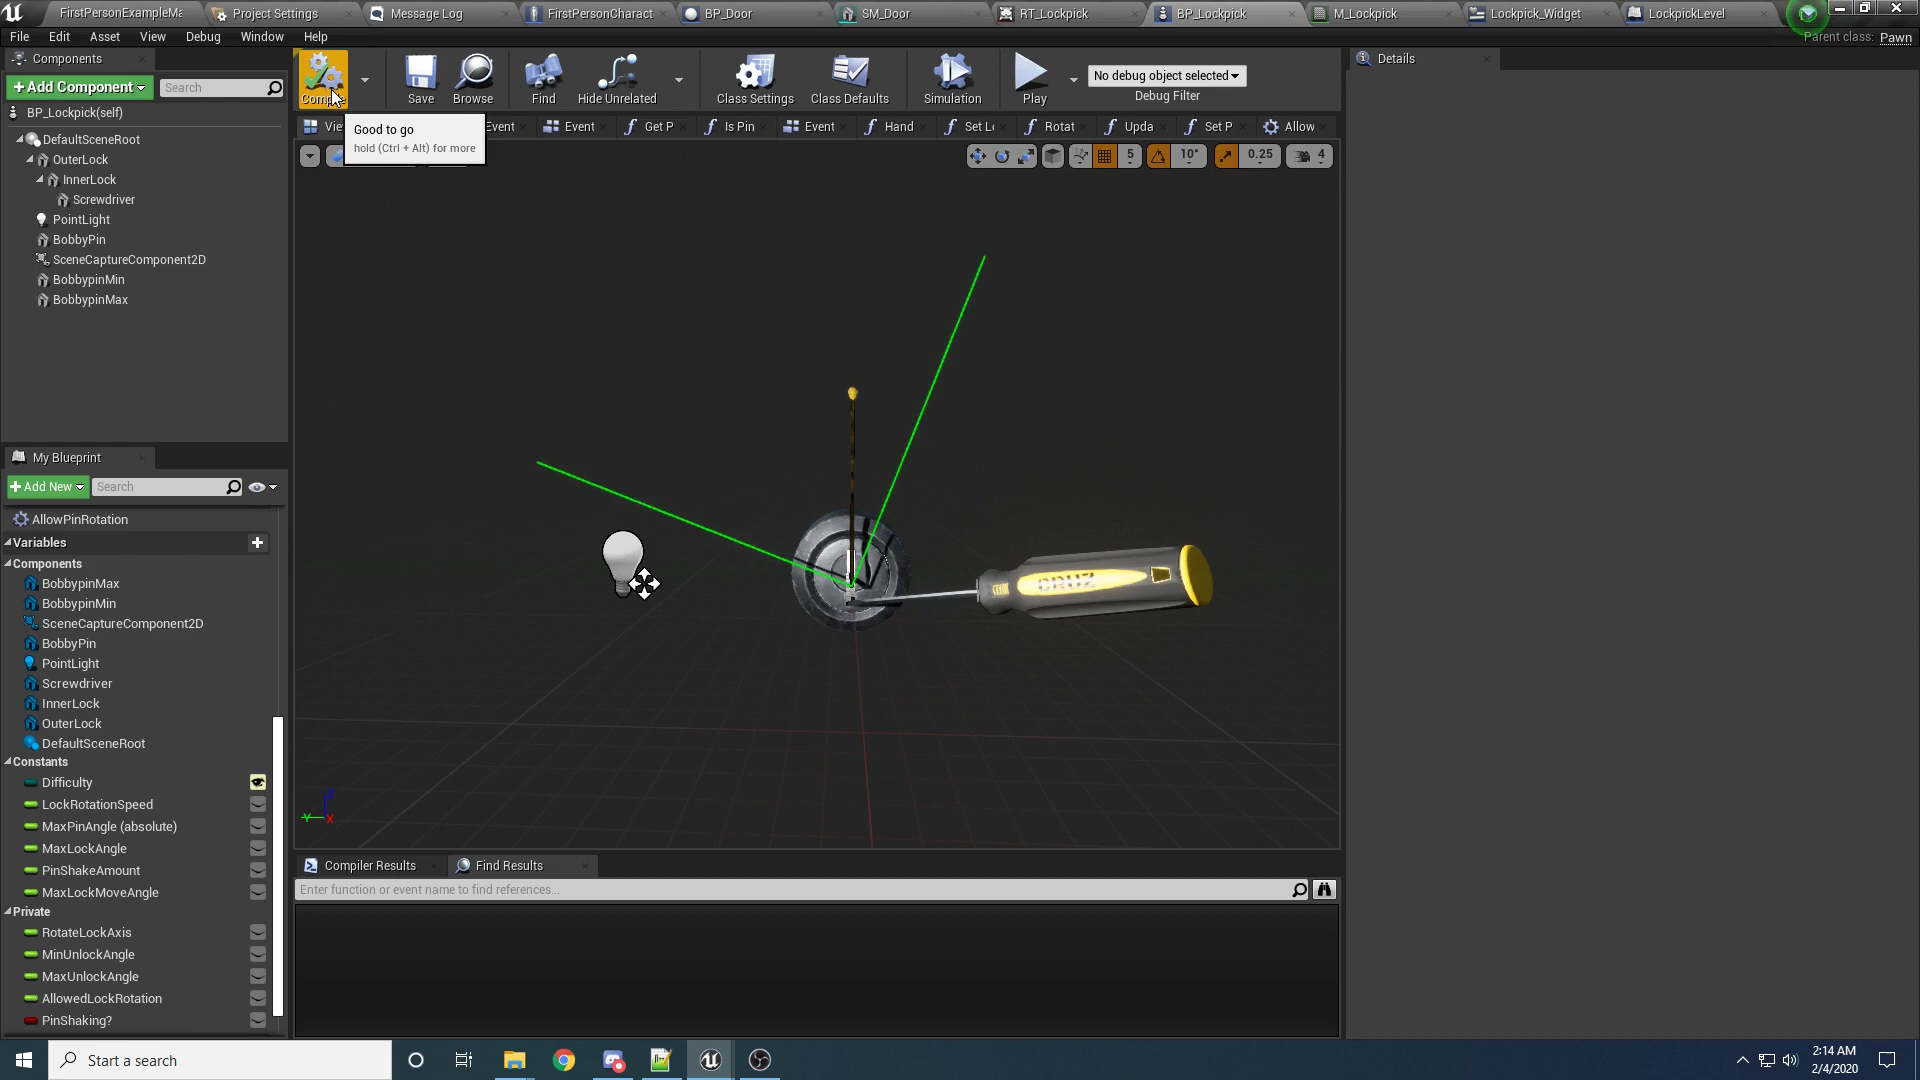 FirstPersonExampleMa
Project Settings
Message Log
FirstPersonCharact
BP_Door
SM_Door
RT_Lockpick
BP_Lockpick
M_Lockpick
Lockpick_Widget
LockpickLevel
File
Edit
Asset
View
Debug
Window
Help
Parent class: Pawn
Components
+Add Component
Search
BP_Lockpick(self)
DefaultSceneRoot
OuterLock
InnerLock
Screwdriver
PointLight
BobbyPin
SceneCaptureComponent2D
BobbypinMin
BobbypinMax
Save
Browse
Find
Hide Unrelated
Class Settings
Class Defaults
Simulation
Play
No debug object selected
Debug Filter
Details
Good to go
hold (Ctrl + Alt) for more
Event
Event
Get P
Is Pin
Event
Hand
Set L
Rotat
Upda
Set P
Allow
5
10°
0.25
4
CRUZ
Y
Z
X
My Blueprint
+Add New
Search
AllowPinRotation
Variables
Components
BobbypinMax
BobbypinMin
SceneCaptureComponent2D
BobbyPin
PointLight
Screwdriver
InnerLock
OuterLock
DefaultSceneRoot
Constants
Difficulty
LockRotationSpeed
MaxPinAngle (absolute)
MaxLockAngle
PinShakeAmount
MaxLockMoveAngle
Private
RotateLockAxis
MinUnlockAngle
MaxUnlockAngle
AllowedLockRotation
PinShaking?
Compiler Results
Find Results
Enter function or event name to find references...
Start a search
2:14 AM
2/4/2020